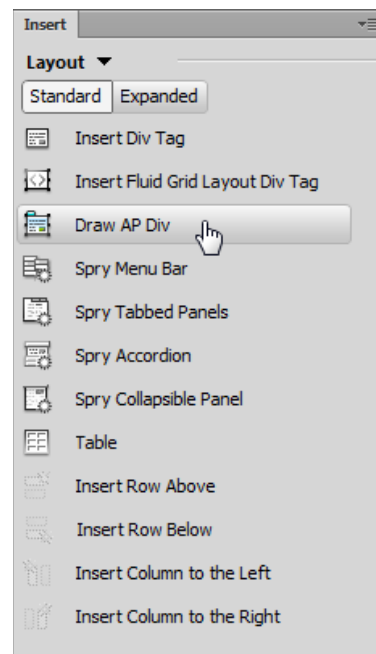 Insert
Layout
Standard Expanded
Insert Div Tag
Insert Fluid Grid Layout Div Tag
Draw AP Div
Spry Menu Bar
Spry Tabbed Panels
Spry Accordion
Spry Collapsible Panel
Table
Insert Row Above
Insert Row Below
Insert Column to the Left
Insert Column to the Right